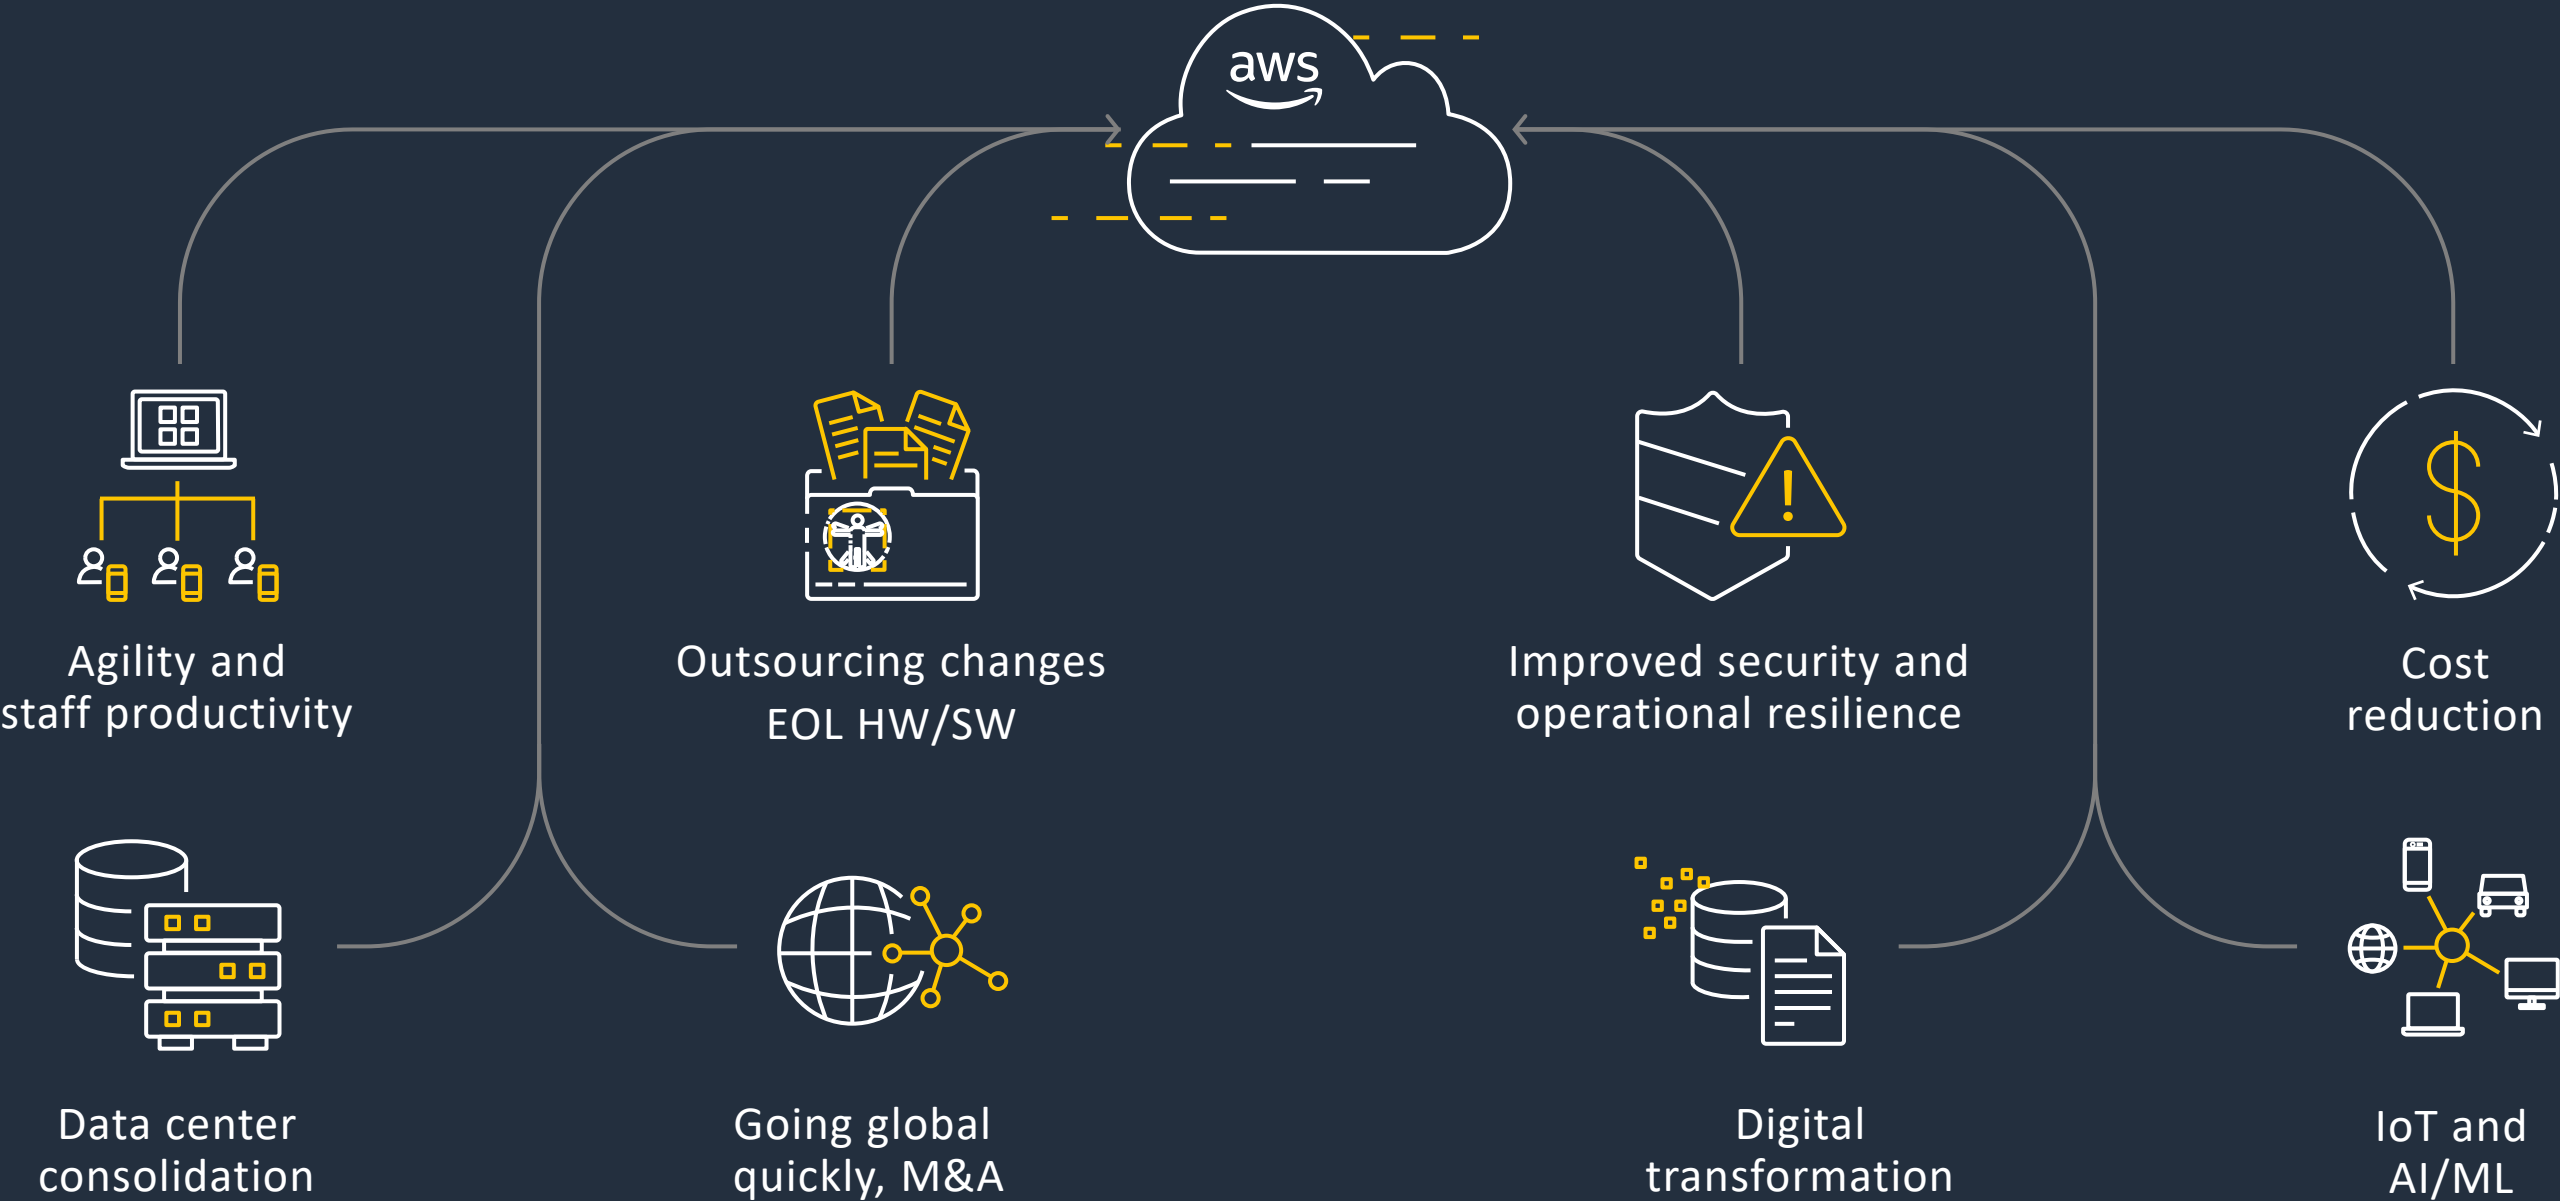 aws
Agility and
staff productivity
Outsourcing changes
EOL HW/SW
Improved security and
operational resilience
Cost
reduction
Data center
consolidation
Going global
quickly, M&A
Digital
transformation
IoT and
AI/ML